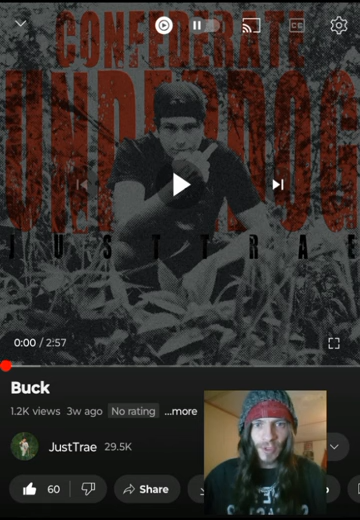 CONFEDERATE
UNDERDOG
JUSTTRAE
0:00 / 2:57
Buck
1.2K views 3w ago No rating ...more
JustTrae 29.5K
60 Share